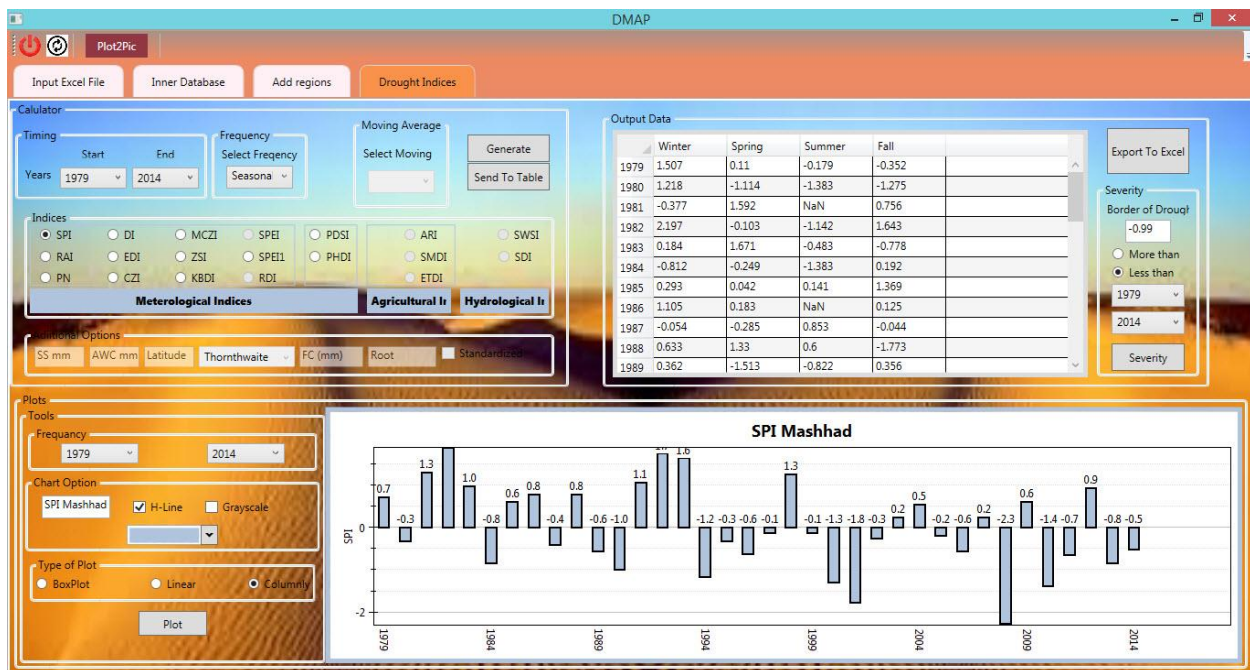 DMAP
Plot2Pic
Input Excel File Inner Database Add regions Drought Indices
Calulator
Timing
Start End
Years 1979 2014
Frequency
Select Freqency
Seasonal
Moving Average
Select Moving
Generate
Send To Table
Indices
SPI DI MCZI SPEI PDSI ARI SWSI
RAI EDI ZSI SPEI1 PHDI SMDI SDI
PN CZI KBDI RDI ETDI
Meterological Indices Agricultural Ir Hydrological Ir
Additional Options
SS mm AWC mm Latitude Thornthwaite FC (mm) Root Standardized
Output Data
Winter Spring Summer Fall
1979 1.507 0.11 -0.179 -0.352
1980 1.218 -1.114 -1.383 -1.275
1981 -0.377 1.592 NaN 0.756
1982 2.197 -0.103 -1.142 1.643
1983 0.184 1.671 -0.483 -0.778
1984 -0.812 -0.249 -1.383 0.192
1985 0.293 0.042 0.141 1.369
1986 1.105 0.183 NaN 0.125
1987 -0.054 -0.285 0.853 -0.044
1988 0.633 1.33 0.6 -1.773
1989 0.362 -1.513 -0.822 0.356
Export To Excel
Severity
Border of Drough
-0.99
More than
Less than
1979
2014
Severity
Plots
Tools
Frequancy
1979 2014
Chart Option
SPI Mashhad H-Line Grayscale
Type of Plot
BoxPlot Linear Columnly
Plot
SPI Mashhad
SPI
0
-2
0.7 -0.3 1.3 1.0 -0.8 0.6 0.8 -0.4 0.8 -0.6 -1.0 1.1 1.6 -1.2 -0.3 -0.6 -0.1 1.3 -0.1 -1.3 -1.8 -0.3 0.2 0.5 -0.2 -0.6 0.2 -2.3 0.6 -1.4 -0.7 0.9 -0.8 -0.5
1979 1984 1989 1994 1999 2004 2009 2014